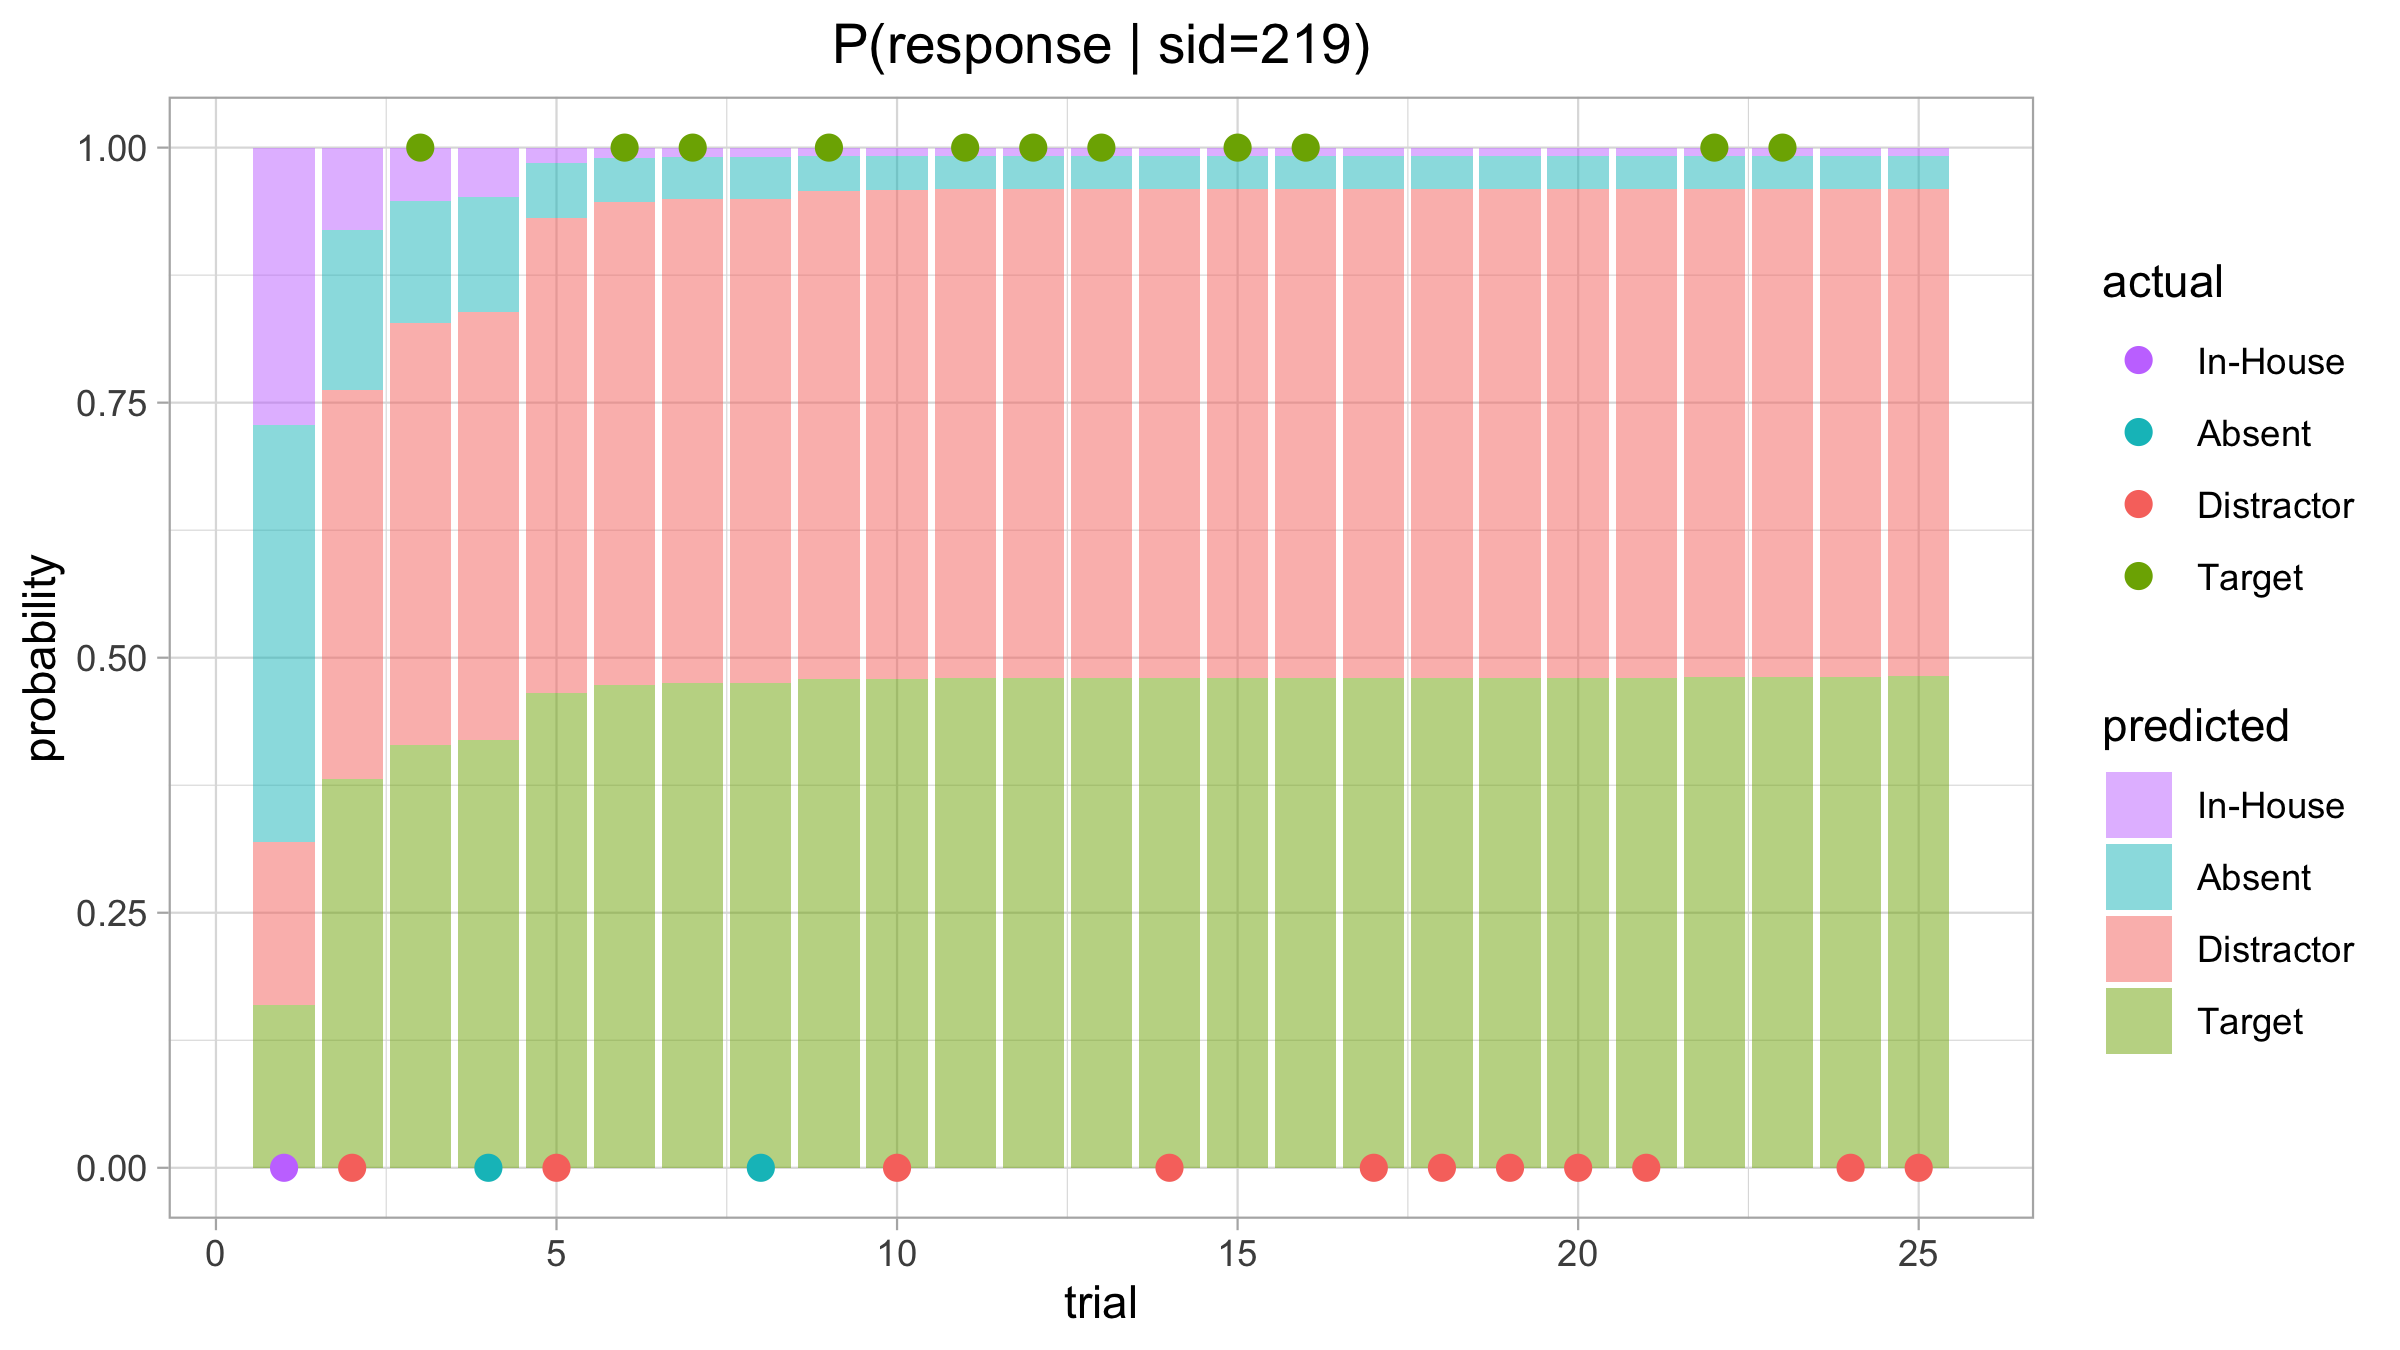 P(response | sid=219)
1.00
0.75
0.50
0.25
0.00
probability
0 5 10 15 20 25
trial
actual
In-House
Absent
Distractor
Target
predicted
In-House
Absent
Distractor
Target